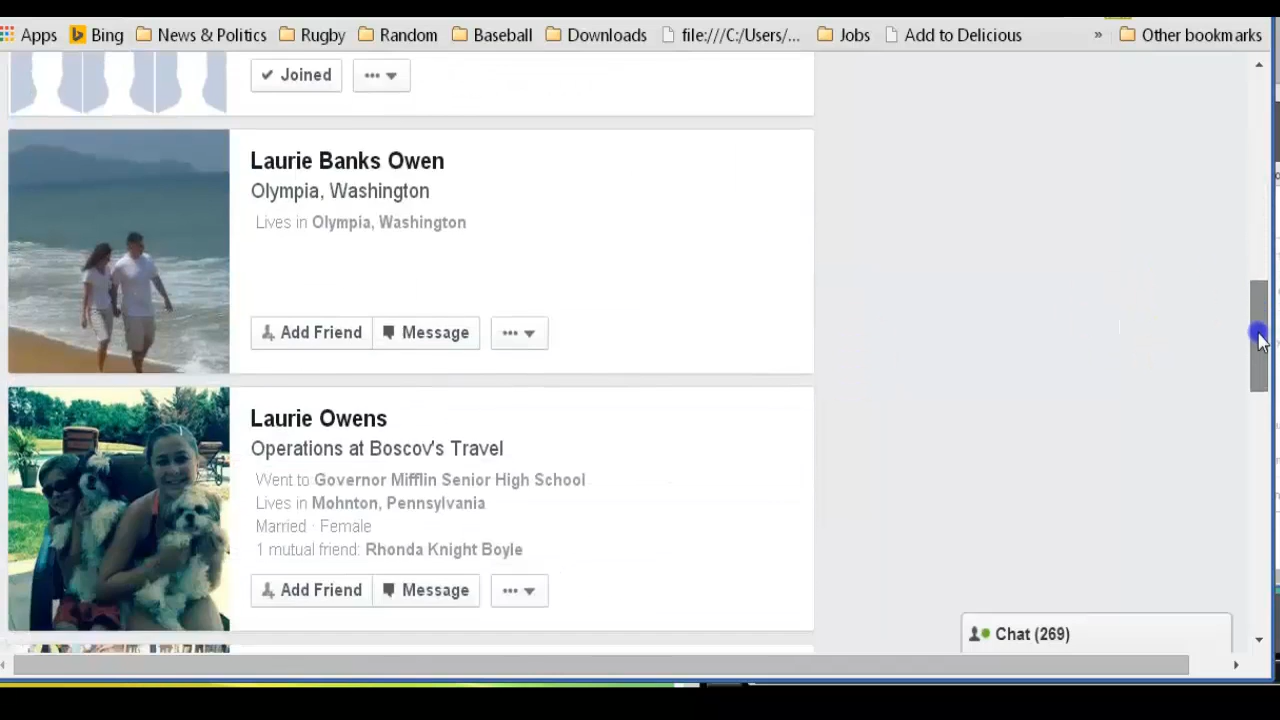 Apps Bing News & Politics Rugby Random Baseball Downloads file:///C:/Users/... Jobs Add to Delicious » Other bookmarks
✔ Joined ...
Laurie Banks Owen
Olympia, Washington
Lives in Olympia, Washington
Add Friend Message ...
Laurie Owens
Operations at Boscov's Travel
Went to Governor Mifflin Senior High School
Lives in Mohnton, Pennsylvania
Married · Female
1 mutual friend: Rhonda Knight Boyle
Add Friend Message ...
Chat (269)